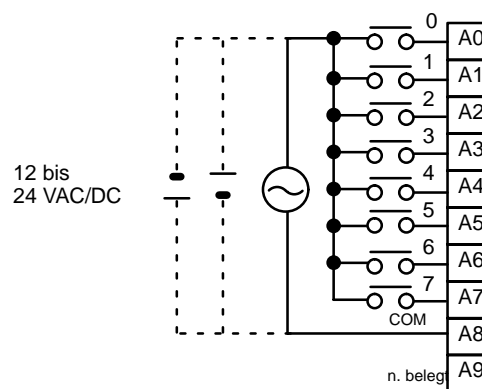 0
A0
1
A1
2
A2
3
A3
12 bis
24 VAC/DC
4
A4
5
A5
6
A6
7
A7
COM
A8
n. belegt
A9